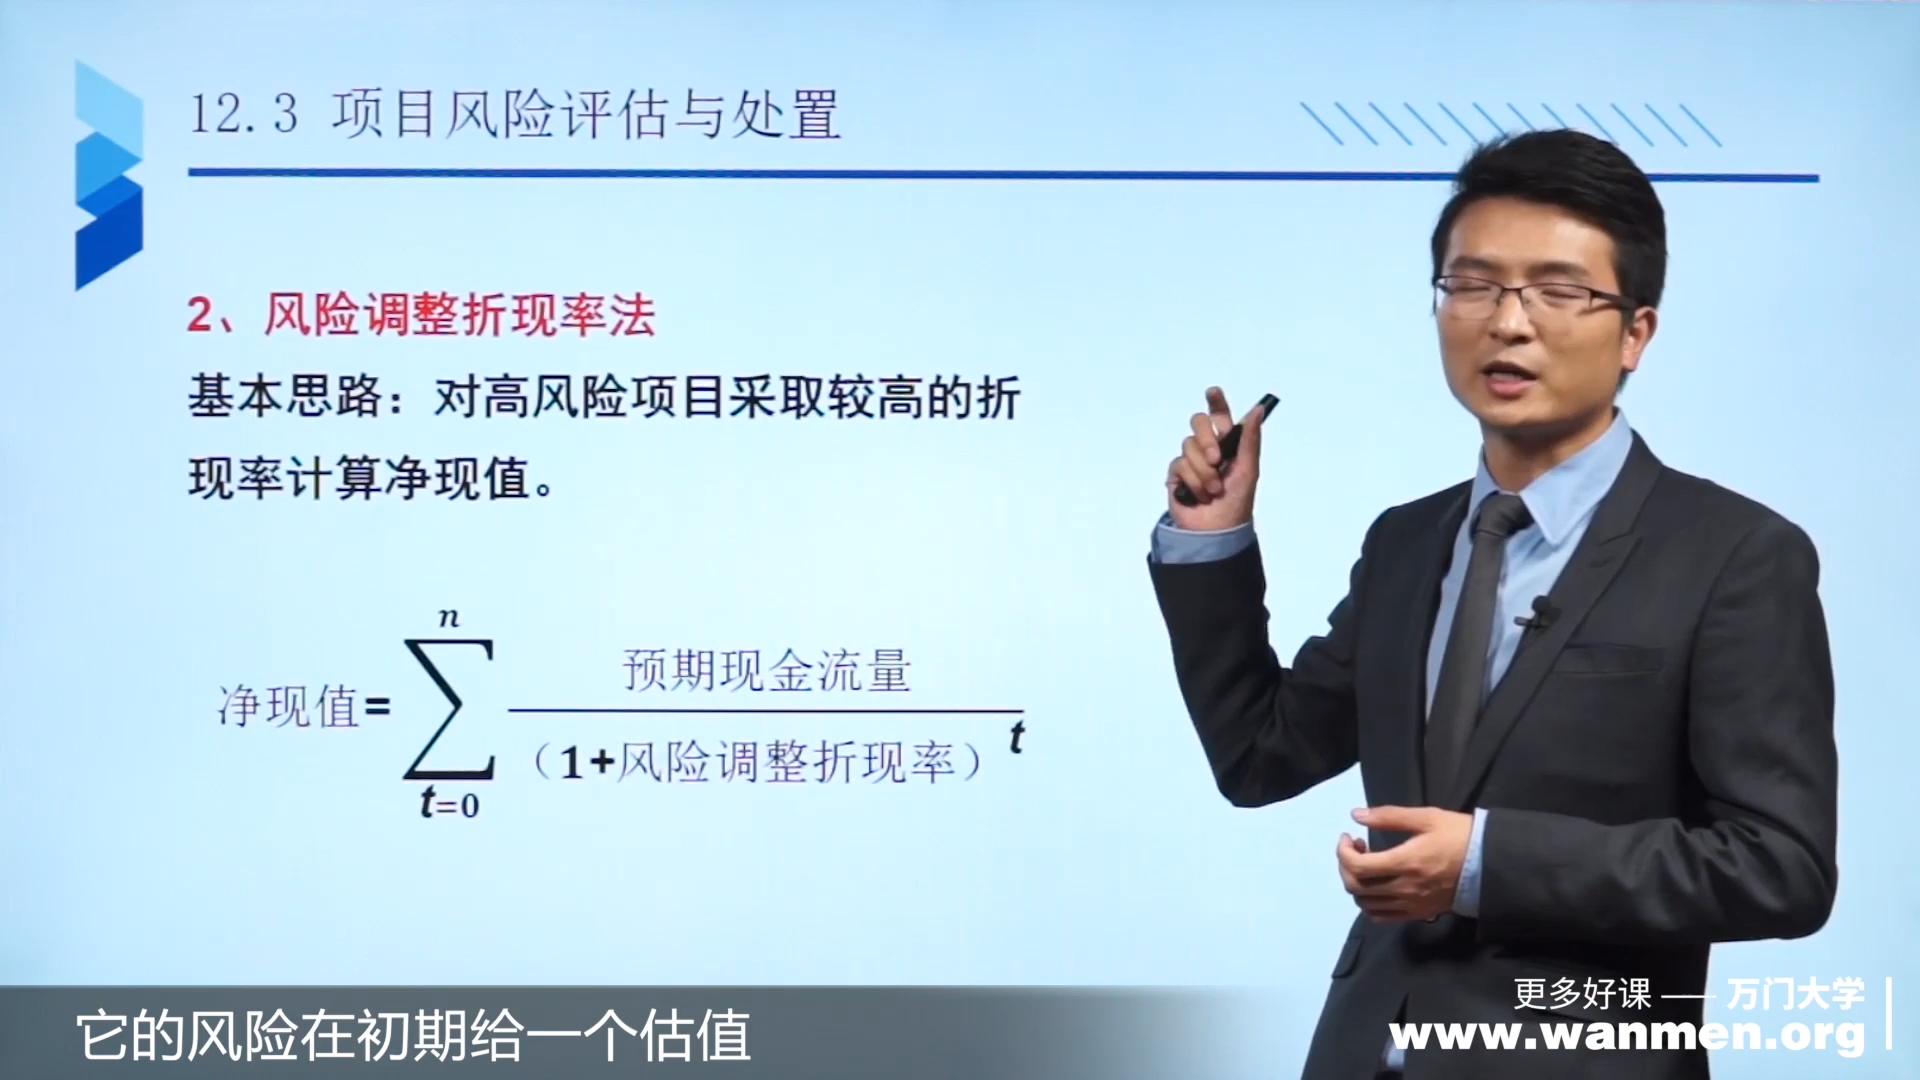 12.3 项目风险评估与处置
2、风险调整折现率法
基本思路：对高风险项目采取较高的折
现率计算净现值。
n
预期现金流量
净现值=∑
（1+风险调整折现率） t
t=0
它的风险在初期给一个估值
更多好课 —— 万门大学
www.wanmen.org